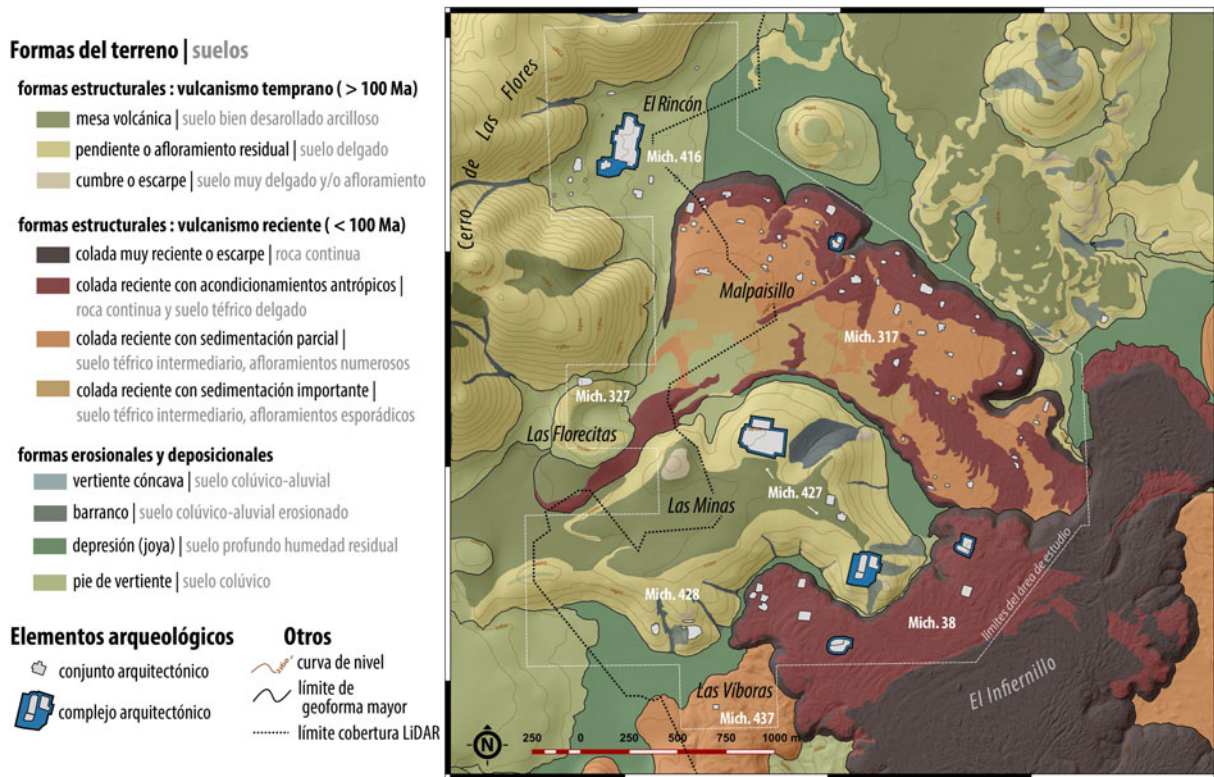 Formas del terreno | suelos
formas estructurales : vulcanismo temprano ( > 100 Ma)
mesa volcánica | suelo bien desarollado arcilloso
pendiente o afloramiento residual | suelo delgado
cumbre o escarpe | suelo muy delgado y/o afloramiento
formas estructurales : vulcanismo reciente ( < 100 Ma)
colada muy reciente o escarpe | roca continua
colada reciente con acondicionamientos antrópicos |
roca continua y suelo téfrico delgado
colada reciente con sedimentación parcial |
suelo téfrico intermediario, afloramientos numerosos
colada reciente con sedimentación importante |
suelo téfrico intermediario, afloramientos esporádicos
formas erosionales y deposicionales
vertiente cóncava | suelo colúvico-aluvial
barranco | suelo colúvico-aluvial erosionado
depresión (joya) | suelo profundo humedad residual
pie de vertiente | suelo colúvico
Elementos arqueológicos
conjunto arquitectónico
complejo arquitectónico
Otros
curva de nivel
límite de
geoforma mayor
límite cobertura LiDAR
Cerro de Las Flores
El Rincón
Mich. 416
Malpaisillo
Mich. 317
Mich. 327
Las Florecitas
Mich. 427
Las Minas
Mich. 428
Mich. 38
límites del área de estudio
El Infiernillo
Las Víboras
Mich. 437
N
250 0 250 500 750 1000 m